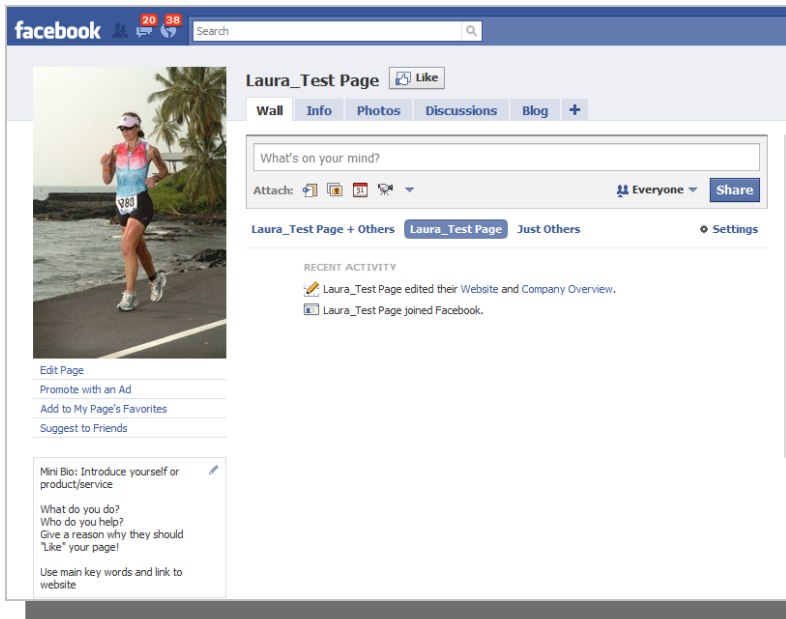 facebook 20 38 Search
Laura_Test Page Like
Wall Info Photos Discussions Blog +
What's on your mind?
Attach: 31 Everyone Share
Laura_Test Page + Others Laura_Test Page Just Others Settings
RECENT ACTIVITY
Laura_Test Page edited their Website and Company Overview.
Laura_Test Page joined Facebook.
Edit Page
Promote with an Ad
Add to My Page's Favorites
Suggest to Friends
Mini Bio: Introduce yourself or
product/service
What do you do?
Who do you help?
Give a reason why they should
"Like" your page!
Use main key words and link to
website